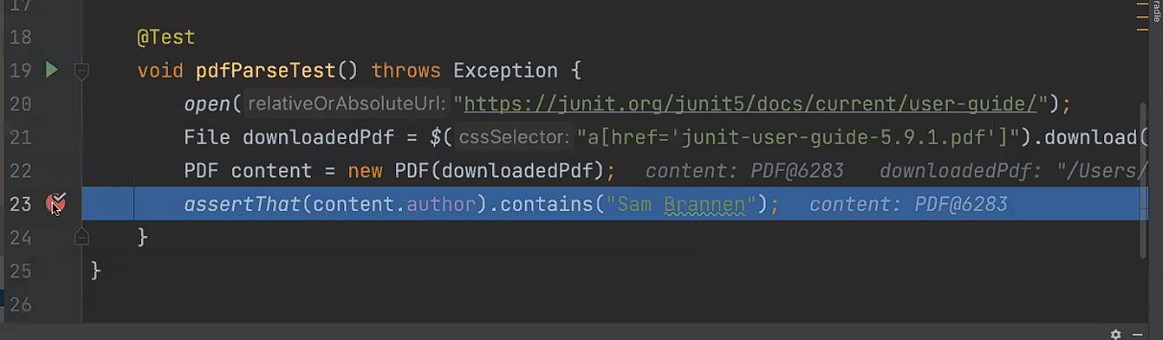 17
18 @Test
19 void pdfParseTest() throws Exception {
20 open( relativeOrAbsoluteUrl: "https://junit.org/junit5/docs/current/user-guide/");
21 File downloadedPdf = $( cssSelector: "a[href='junit-user-guide-5.9.1.pdf']").download(
22 PDF content = new PDF(downloadedPdf); content: PDF@6283 downloadedPdf: "/Users/
23 assertThat(content.author).contains("Sam Brannen"); content: PDF@6283
24 }
25 }
26
radle